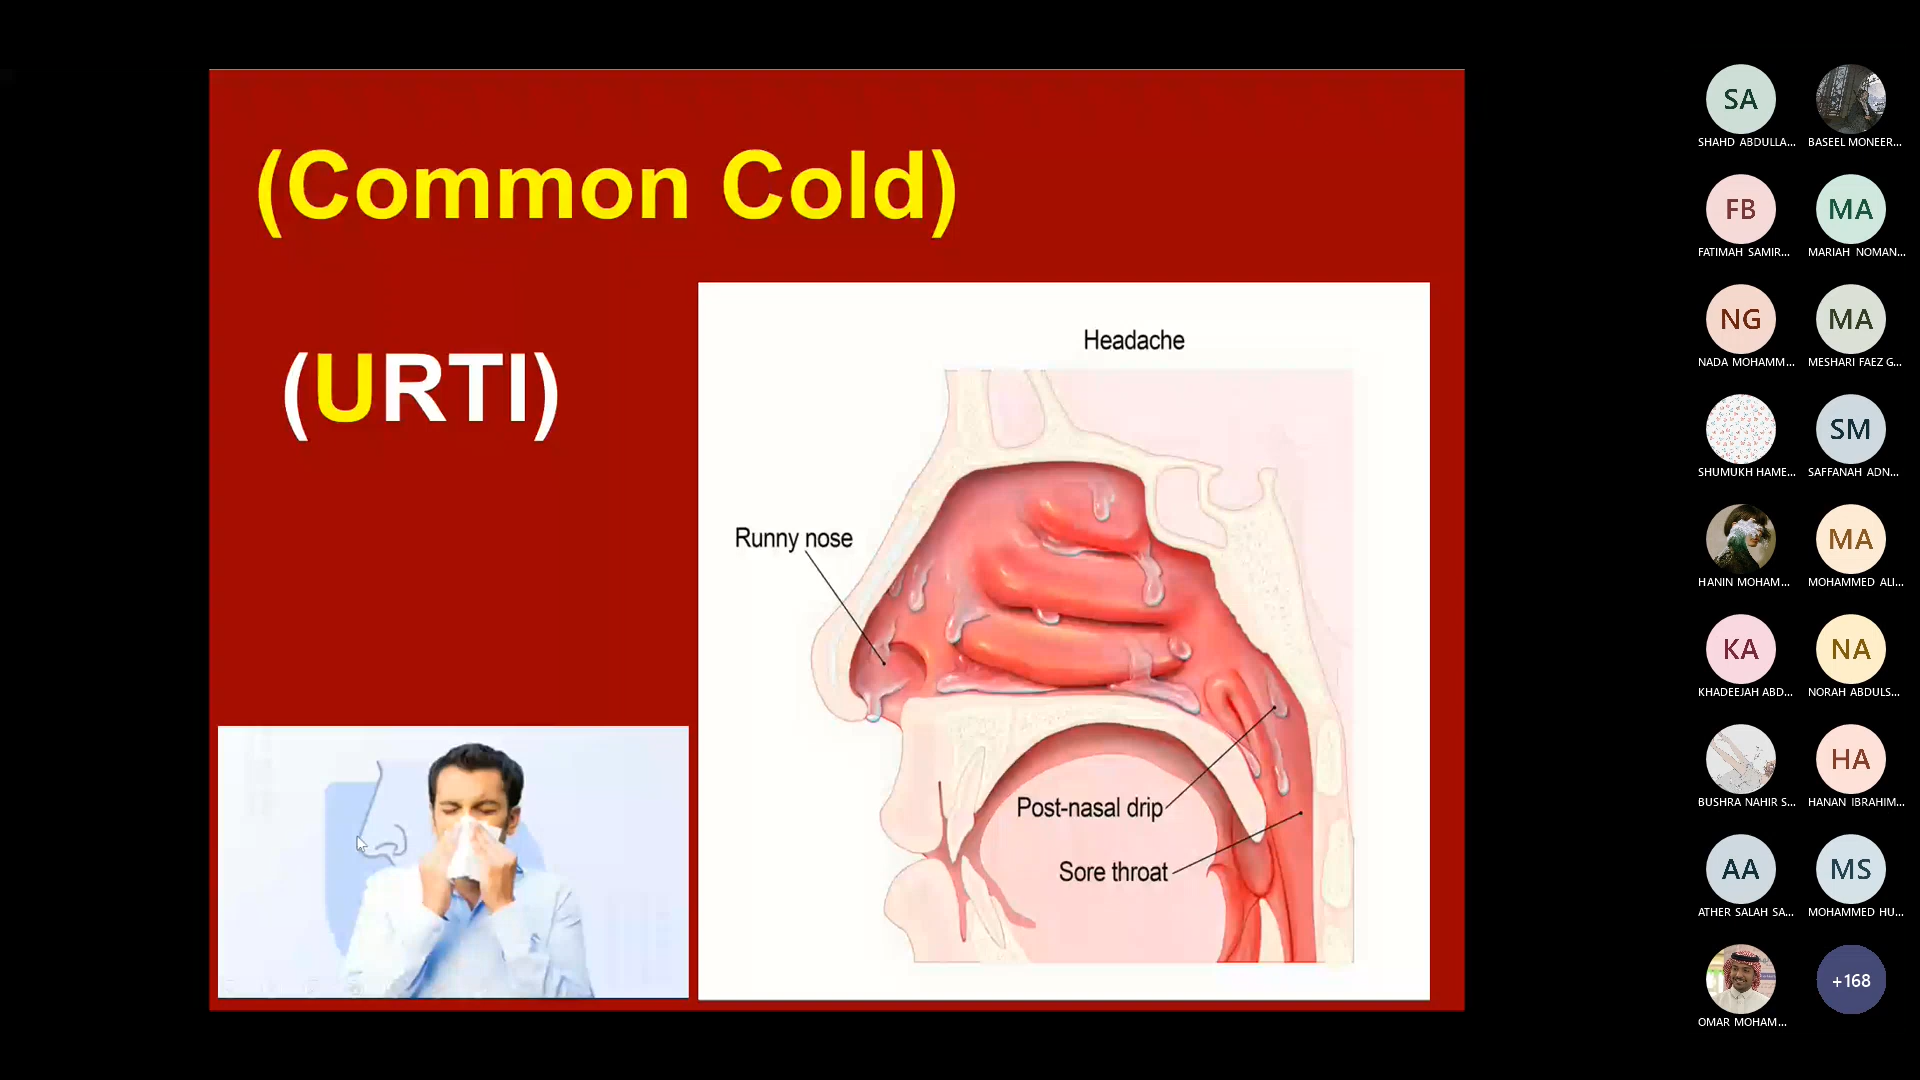 (Common Cold)
(URTI)
Headache
Runny nose
Post-nasal drip
Sore throat
SA
SHAHD ABDULLA...
BASEEL MONEER...
FB
MA
FATIMAH SAMIR...
MARIAH NOMAN...
NG
MA
NADA MOHAMM...
MESHARI FAEZ G...
SM
SHUMUKH HAME...
SAFFANAH ADN...
MA
HANIN MOHAM...
MOHAMMED ALI...
KA
NA
KHADEEJAH ABD...
NORAH ABDULS...
HA
BUSHRA NAHIR S...
HANAN IBRAHIM...
AA
MS
ATHER SALAH SA...
MOHAMMED HU...
+168
OMAR MOHAM...